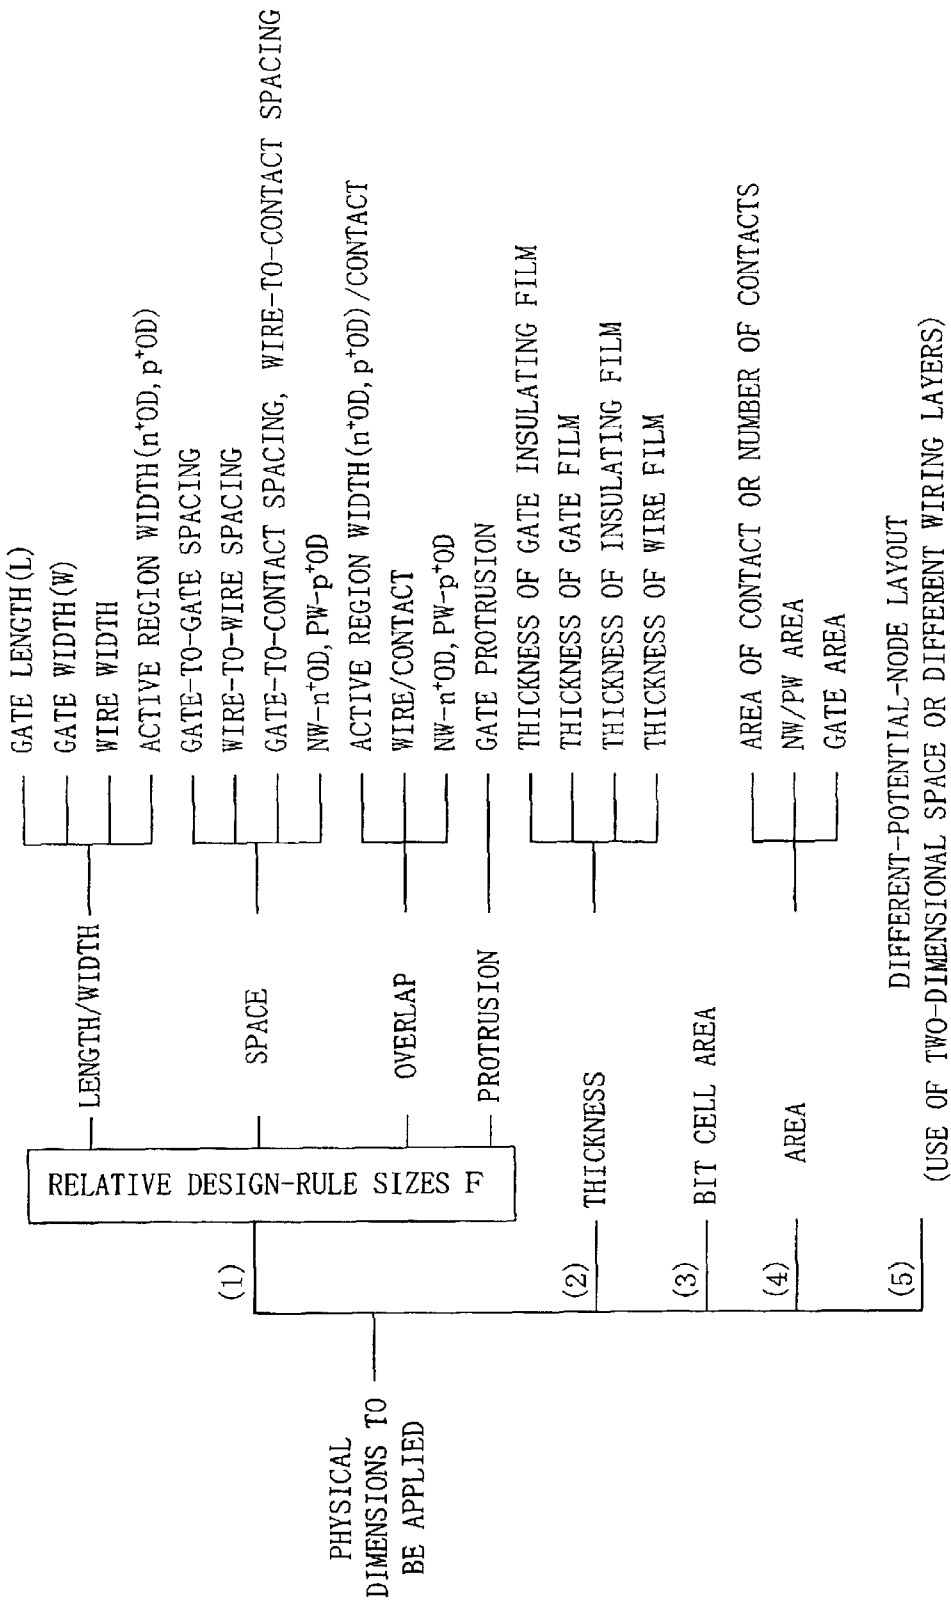 PHYSICAL
DIMENSIONS TO
BE APPLIED
(1)
RELATIVE DESIGN-RULE SIZES F
LENGTH/WIDTH
GATE LENGTH(L)
GATE WIDTH(W)
WIRE WIDTH
ACTIVE REGION WIDTH(n⁺OD, p⁺OD)
SPACE
GATE-TO-GATE SPACING
WIRE-TO-WIRE SPACING
GATE-TO-CONTACT SPACING, WIRE-TO-CONTACT SPACING
NW-n⁺OD, PW-p⁺OD
OVERLAP
ACTIVE REGION WIDTH(n⁺OD, p⁺OD)/CONTACT
WIRE/CONTACT
NW-n⁺OD, PW-p⁺OD
PROTRUSION
GATE PROTRUSION
(2)
THICKNESS
THICKNESS OF GATE INSULATING FILM
THICKNESS OF GATE FILM
THICKNESS OF INSULATING FILM
THICKNESS OF WIRE FILM
(3)
BIT CELL AREA
(4)
AREA
AREA OF CONTACT OR NUMBER OF CONTACTS
NW/PW AREA
GATE AREA
(5)
DIFFERENT-POTENTIAL-NODE LAYOUT
(USE OF TWO-DIMENSIONAL SPACE OR DIFFERENT WIRING LAYERS)